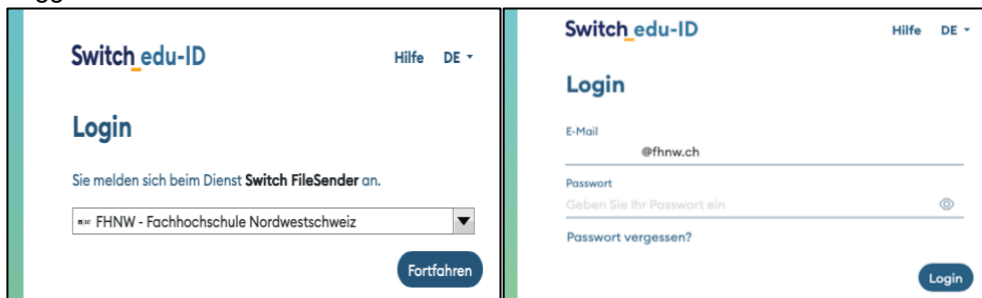 Switch edu-ID
Hilfe DE
Login
Sie melden sich beim Dienst Switch FileSender an.
FHNW - Fachhochschule Nordwestschweiz
Fortfahren
Switch edu-ID
Hilfe DE
Login
E-Mail
@fhnw.ch
Passwort
Geben Sie Ihr Passwort ein
Passwort vergessen?
Login